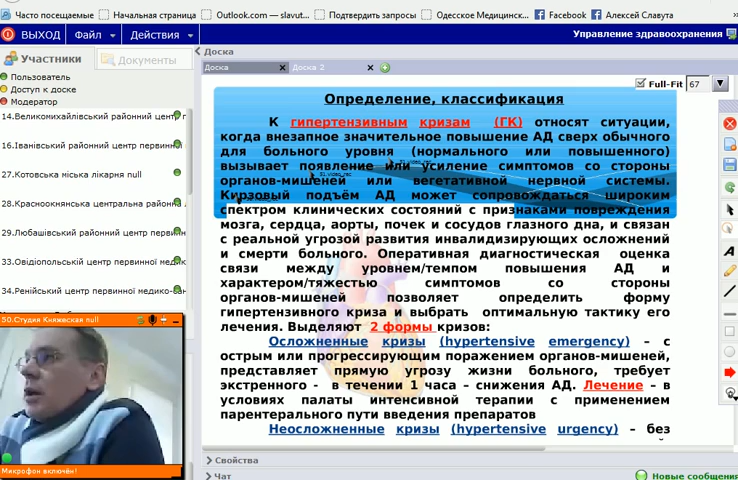 Часто посещаемые
Начальная страница
Outlook.com — slavut...
Подтвердить запросы
Одесское Медицинск...
Facebook
Алексей Славута
ВЫХОД
Файл
Действия
Управление здравоохранения
Участники
Документы
Пользователь
Доступ к доске
Модератор
14.Великомихайлівський районний цент
16.Іванівський районний центр первинно
27.Котовська міська лікарня null
28.Красноокнянська центральна районна
29.Любашівський районний центр первин
33.Овідіопольській центр первинної медик
34.Ренійський центр первинної медико-сан
50.Студия Княжеская null
Микрофон включён!
Доска
Доска
Доска 2
Full-Fit
67
Определение, классификация
К гипертензивным кризам (ГК) относят ситуации,
когда внезапное значительное повышение АД сверх обычного
для больного уровня (нормального или повышенного)
вызывает появление или усиление симптомов со стороны
органов-мишеней или вегетативной нервной системы.
Кризовый подъём АД может сопровождаться широким
спектром клинических состояний с признаками повреждения
мозга, сердца, аорты, почек и сосудов глазного дна, и связан
с реальной угрозой развития инвалидизирующих осложнений
и смерти больного. Оперативная диагностическая оценка
связи между уровнем/темпом повышения АД и
характером/тяжестью симптомов со стороны
органов-мишеней позволяет определить форму
гипертензивного криза и выбрать оптимальную тактику его
лечения. Выделяют 2 формы кризов:
Осложненные кризы (hypertensive emergency) – с
острым или прогрессирующим поражением органов-мишеней,
представляет прямую угрозу жизни больного, требует
экстренного - в течении 1 часа – снижения АД. Лечение – в
условиях палаты интенсивной терапии с применением
парентерального пути введения препаратов
Неосложненные кризы (hypertensive urgency) – без
Свойства
Чат
Новые сообщения